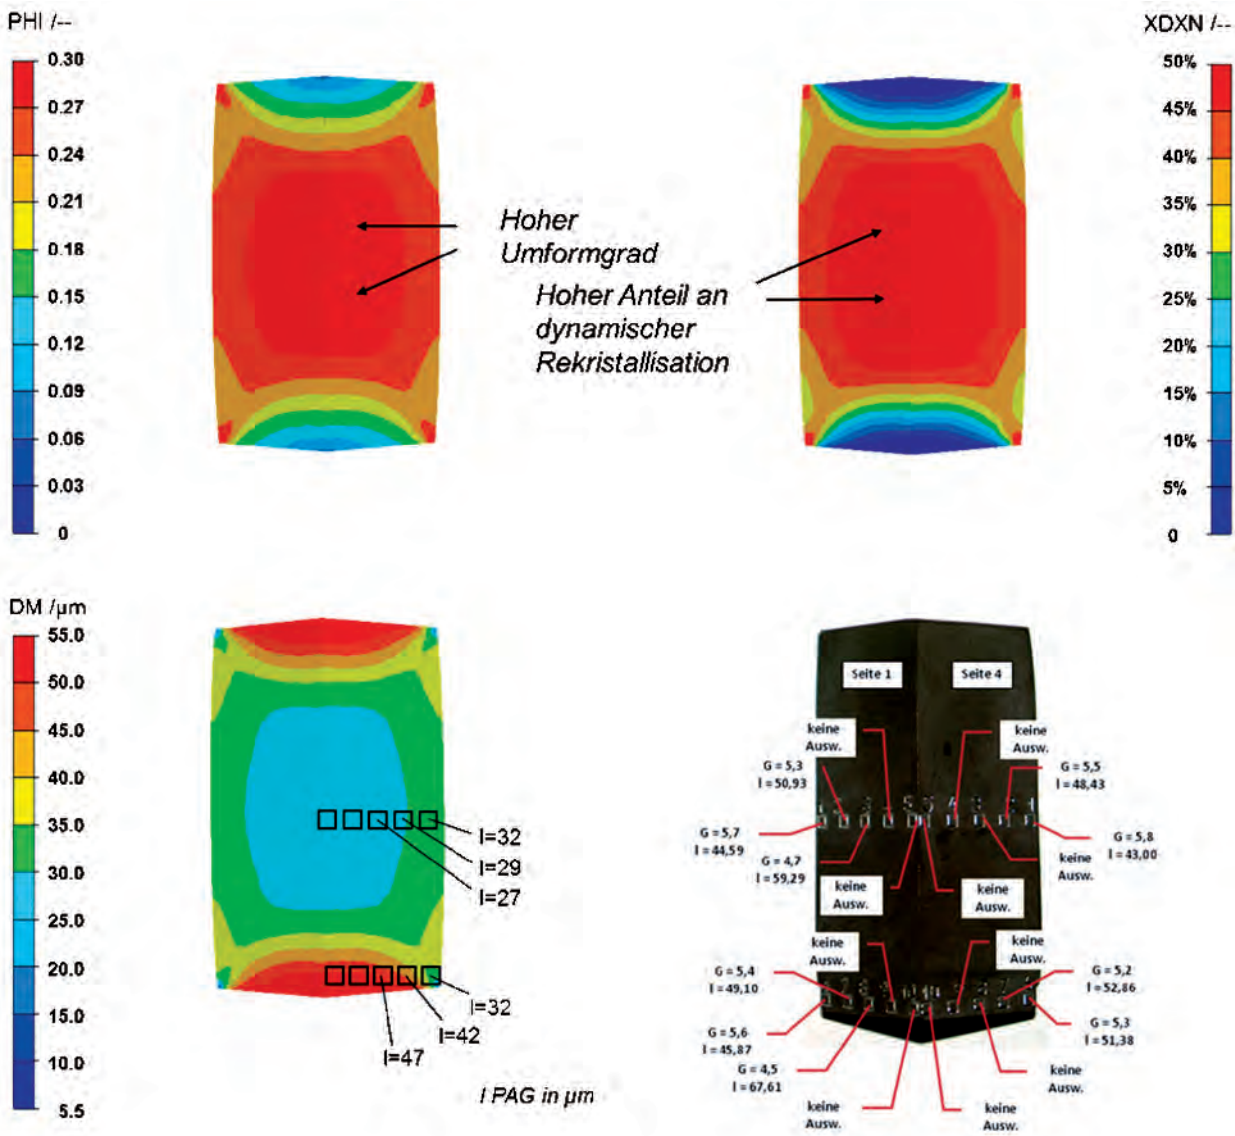 PHI /--
0.30
0.27
0.24
0.21
0.18
0.15
0.12
0.09
0.06
0.03
0
Hoher
Umformgrad
Hoher Anteil an
dynamischer
Rekristallisation
XDXN /--
50%
45%
40%
35%
30%
25%
20%
15%
10%
5%
0
DM /µm
55.0
50.0
45.0
40.0
35.0
30.0
25.0
20.0
15.0
10.0
5.5
l=32
l=29
l=27
l=32
l=42
l=47
l PAG in µm
Seite 1
Seite 4
keine
Ausw.
keine
Ausw.
G = 5,3
l = 50,93
G = 5,5
l = 48,43
G = 5,7
l = 44,59
G = 5,8
l = 43,00
G = 4,7
l = 59,29
keine
Ausw.
keine
Ausw.
keine
Ausw.
keine
Ausw.
keine
Ausw.
G = 5,4
l = 49,10
G = 5,2
l = 52,86
G = 5,6
l = 45,87
G = 5,3
l = 51,38
G = 4,5
l = 67,61
keine
Ausw.
keine
Ausw.
keine
Ausw.